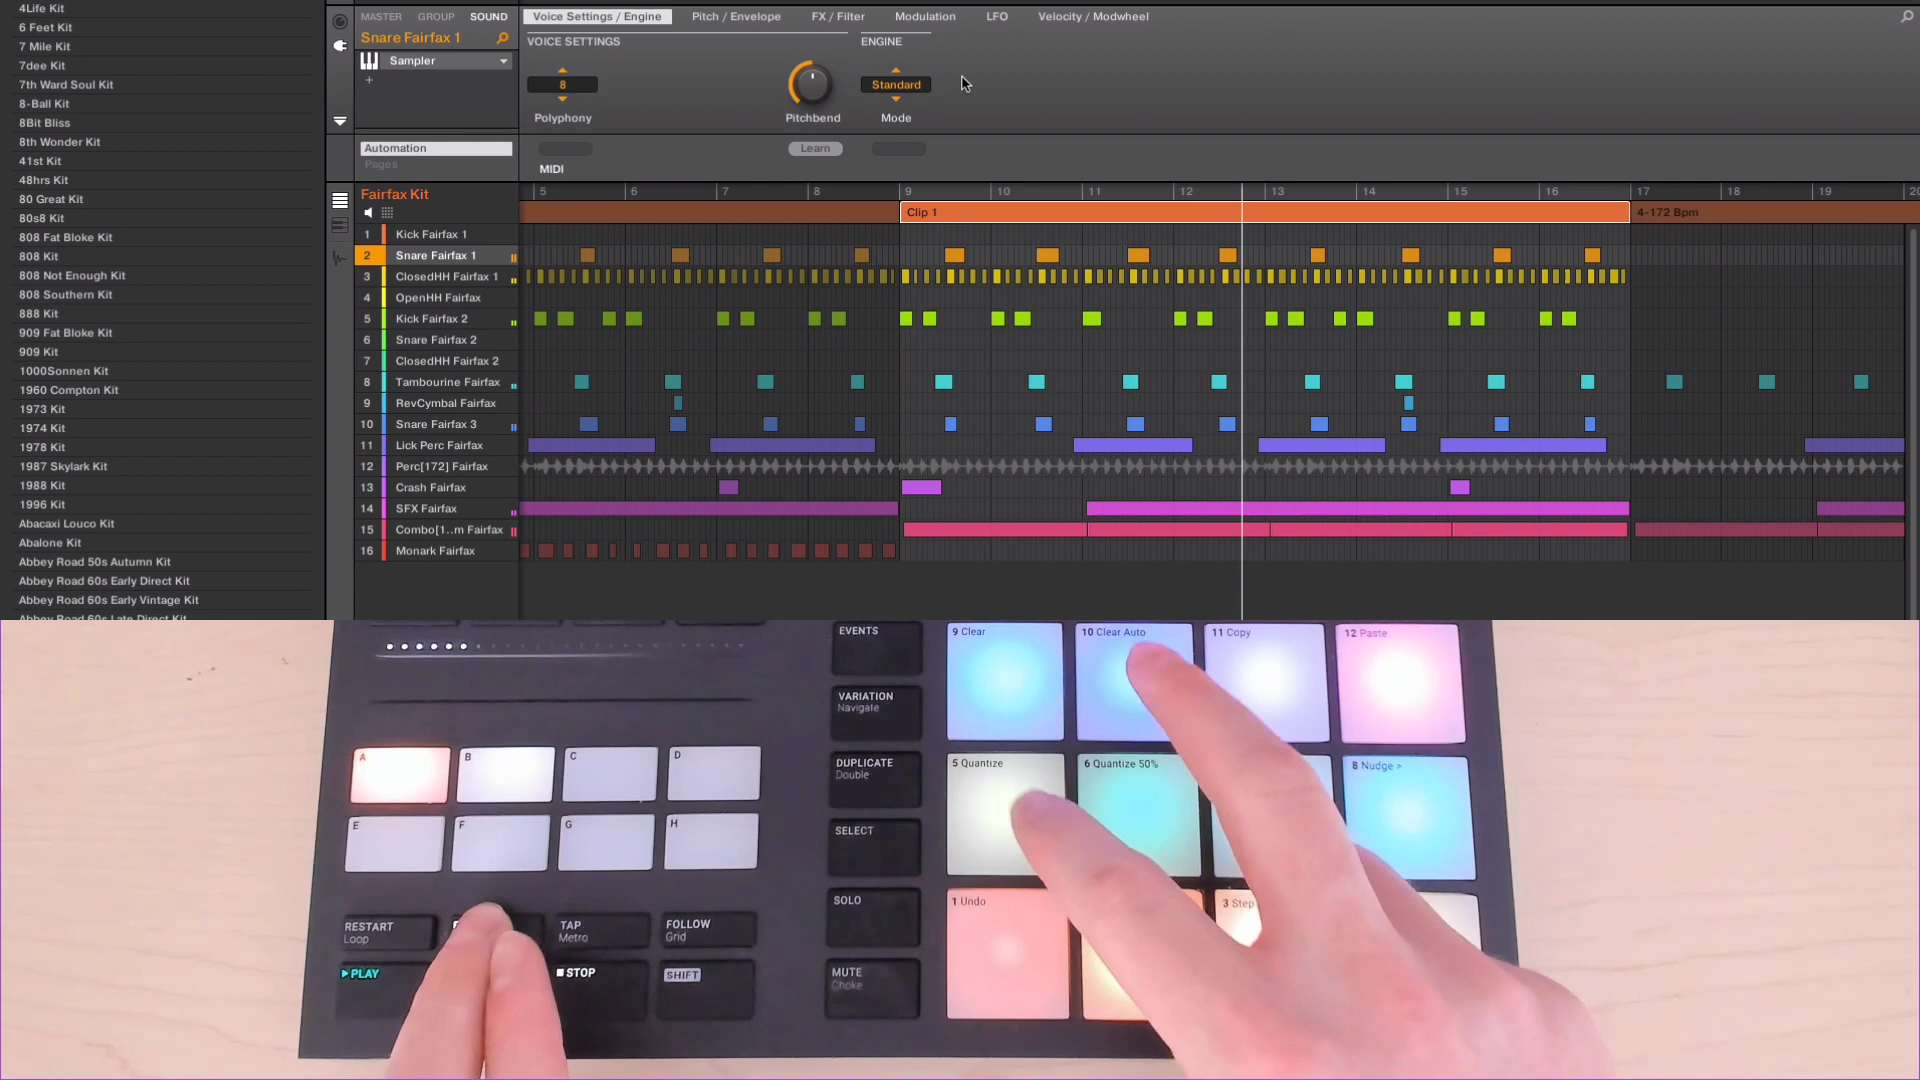 4Life Kit
6 Feet Kit
7 Mile Kit
7dee Kit
7th Ward Soul Kit
8-Ball Kit
8Bit Bliss
8th Wonder Kit
41st Kit
48hrs Kit
80 Great Kit
80s8 Kit
808 Fat Bloke Kit
808 Kit
808 Not Enough Kit
808 Southern Kit
888 Kit
909 Fat Bloke Kit
909 Kit
1000Sonnen Kit
1960 Compton Kit
1973 Kit
1974 Kit
1978 Kit
1987 Skylark Kit
1988 Kit
1996 Kit
Abacaxi Louco Kit
Abalone Kit
Abbey Road 50s Autumn Kit
Abbey Road 60s Early Direct Kit
Abbey Road 60s Early Vintage Kit
Abbey Road 60s Late Direct Kit
MASTER GROUP SOUND
Snare Fairfax 1
Sampler
+
Voice Settings / Engine Pitch / Envelope FX / Filter Modulation LFO Velocity / Modwheel
VOICE SETTINGS ENGINE
8 Standard
Polyphony Pitchbend Mode
Automation Learn
Pages
MIDI
Fairfax Kit
5 6 7 8 9 10 11 12 13 14 15 16 17 18 19 20
Clip 1 4-172 Bpm
1 Kick Fairfax 1
2 Snare Fairfax 1
3 ClosedHH Fairfax 1
4 OpenHH Fairfax
5 Kick Fairfax 2
6 Snare Fairfax 2
7 ClosedHH Fairfax 2
8 Tambourine Fairfax
9 RevCymbal Fairfax
10 Snare Fairfax 3
11 Lick Perc Fairfax
12 Perc[172] Fairfax
13 Crash Fairfax
14 SFX Fairfax
15 Combo[1..m Fairfax
16 Monark Fairfax
A B C D
E F G H
RESTART
Loop
TAP
Metro
FOLLOW
Grid
PLAY
STOP
SHIFT
EVENTS
VARIATION
Navigate
DUPLICATE
Double
SELECT
SOLO
MUTE
Choke
9 Clear 10 Clear Auto 11 Copy 12 Paste
5 Quantize 6 Quantize 50% 8 Nudge >
1 Undo 3 Step